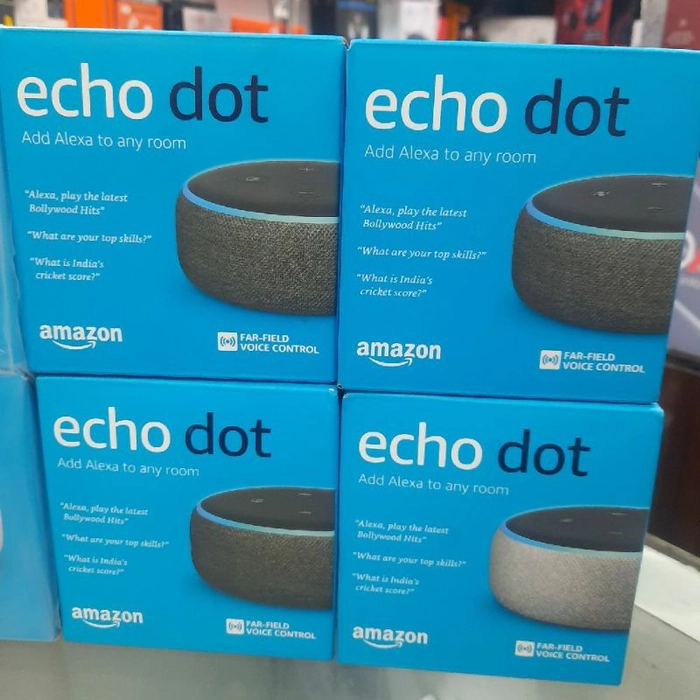 echo dot
Add Alexa to any room
"Alexa, play the latest
Bollywood Hits"
"What are your top skills?"
"What is India's
cricket score?"
amazon
FAR-FIELD
VOICE CONTROL
echo dot
Add Alexa to any room
"Alexa, play the latest
Bollywood Hits"
"What are your top skills?"
"What is India's
cricket score?"
amazon
FAR-FIELD
VOICE CONTROL
echo dot
Add Alexa to any room
"Alexa, play the latest
Bollywood Hits"
"What are your top skills?"
"What is India's
cricket score?"
amazon
FAR-FIELD
VOICE CONTROL
echo dot
Add Alexa to any room
"Alexa, play the latest
Bollywood Hits"
"What are your top skills?"
"What is India's
cricket score?"
amazon
FAR-FIELD
VOICE CONTROL